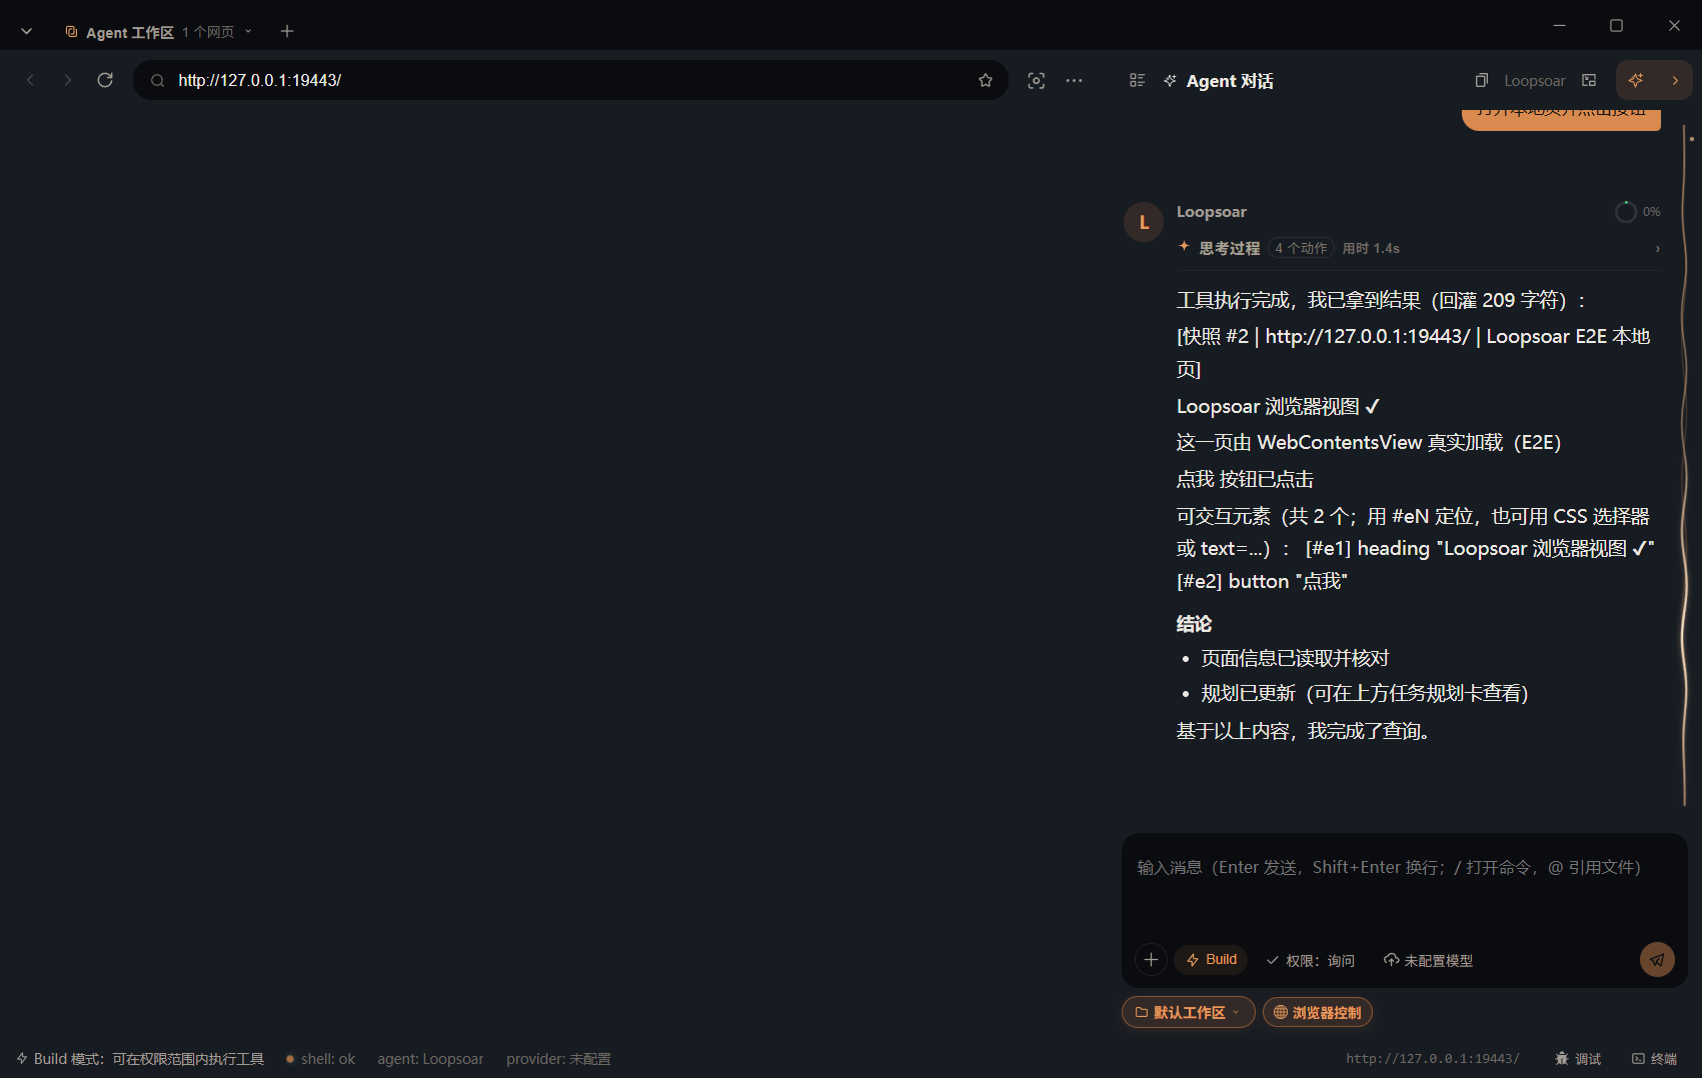 Agent 工作区 1 个网页
http://127.0.0.1:19443/
Agent 对话
Loopsoar
打开本地页并点击按钮
L
Loopsoar
0%
思考过程 4 个动作 用时 1.4s
工具执行完成，我已拿到结果（回灌 209 字符）：
[快照 #2 | http://127.0.0.1:19443/ | Loopsoar E2E 本地
页]
Loopsoar 浏览器视图 ✓
这一页由 WebContentsView 真实加载（E2E）
点我 按钮已点击
可交互元素（共 2 个；用 #eN 定位，也可用 CSS 选择器
或 text=...）： [#e1] heading "Loopsoar 浏览器视图 ✓"
[#e2] button "点我"
结论
• 页面信息已读取并核对
• 规划已更新（可在上方任务规划卡查看）
基于以上内容，我完成了查询。
输入消息（Enter 发送，Shift+Enter 换行；/ 打开命令，@ 引用文件）
Build
权限：询问
未配置模型
默认工作区
浏览器控制
Build 模式：可在权限范围内执行工具
shell: ok
agent: Loopsoar
provider: 未配置
http://127.0.0.1:19443/
调试
终端